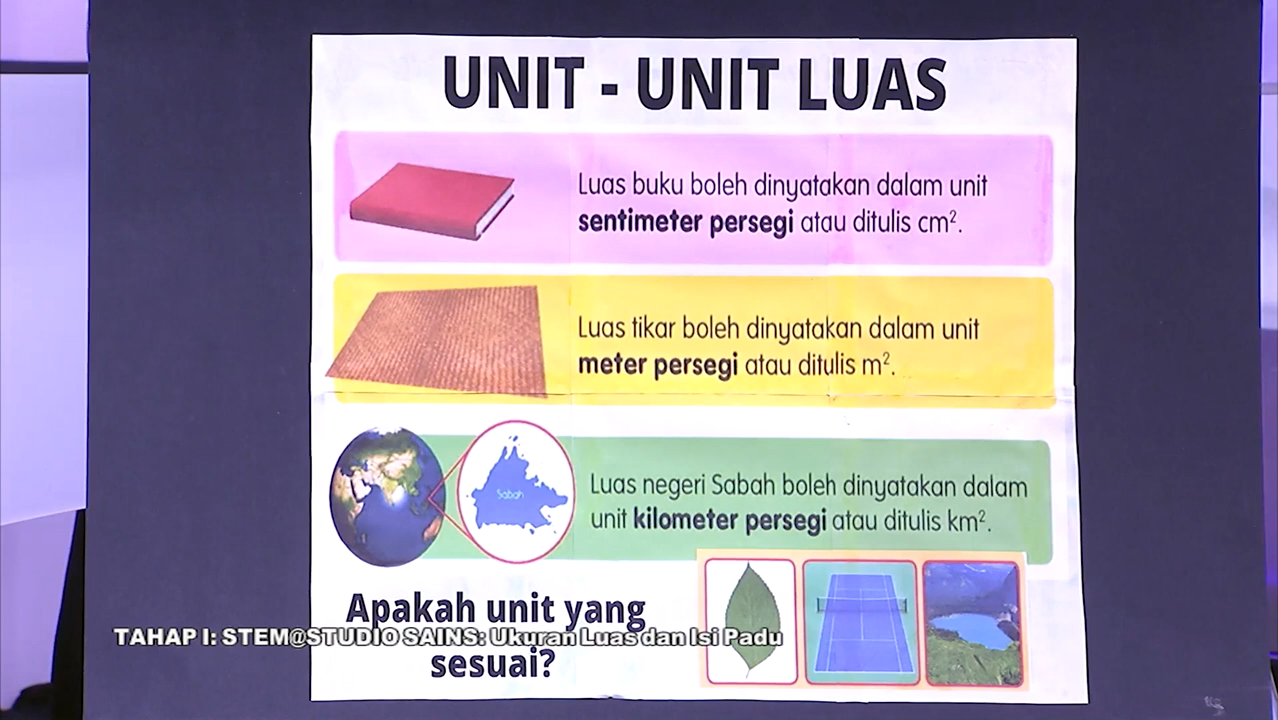 UNIT - UNIT LUAS
Luas buku boleh dinyatakan dalam unit
sentimeter persegi atau ditulis cm².
Luas tikar boleh dinyatakan dalam unit
meter persegi atau ditulis m².
Sabah
Luas negeri Sabah boleh dinyatakan dalam
unit kilometer persegi atau ditulis km².
Apakah unit yang
sesuai?
TAHAP I: STEM@STUDIO SAINS: Ukuran Luas dan Isi Padu